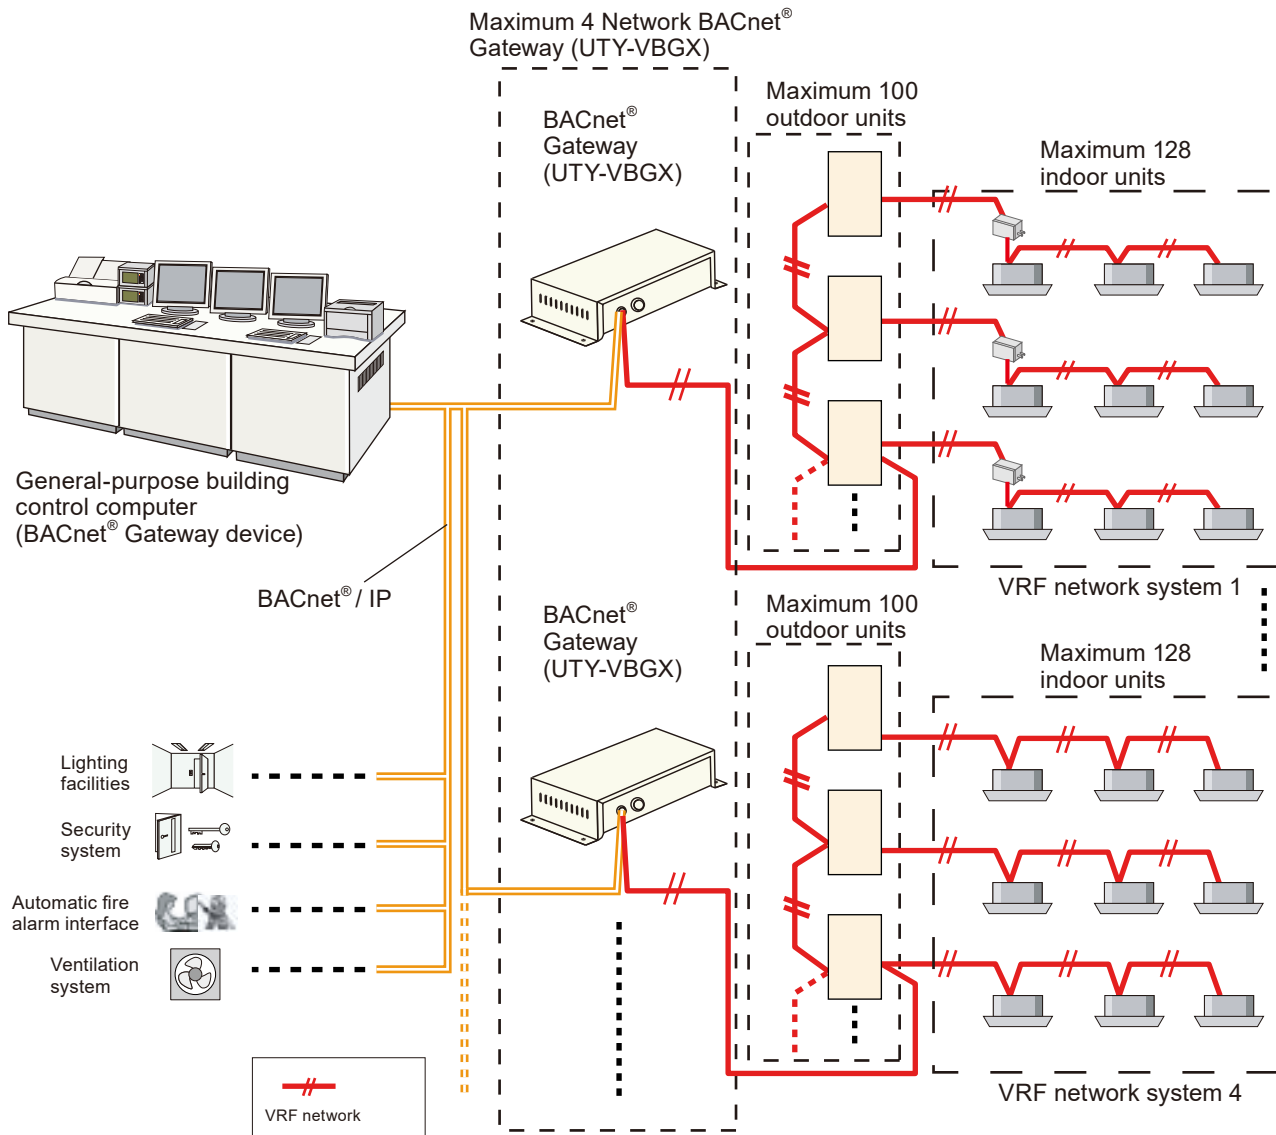 Maximum 4 Network BACnet®
Gateway (UTY-VBGX)
BACnet®
Gateway
(UTY-VBGX)
Maximum 100
outdoor units
Maximum 128
indoor units
General-purpose building
control computer
(BACnet® Gateway device)
BACnet® / IP
VRF network system 1
BACnet®
Gateway
(UTY-VBGX)
Maximum 100
outdoor units
Maximum 128
indoor units
Lighting
facilities
Security
system
Automatic fire
alarm interface
Ventilation
system
VRF network
VRF network system 4